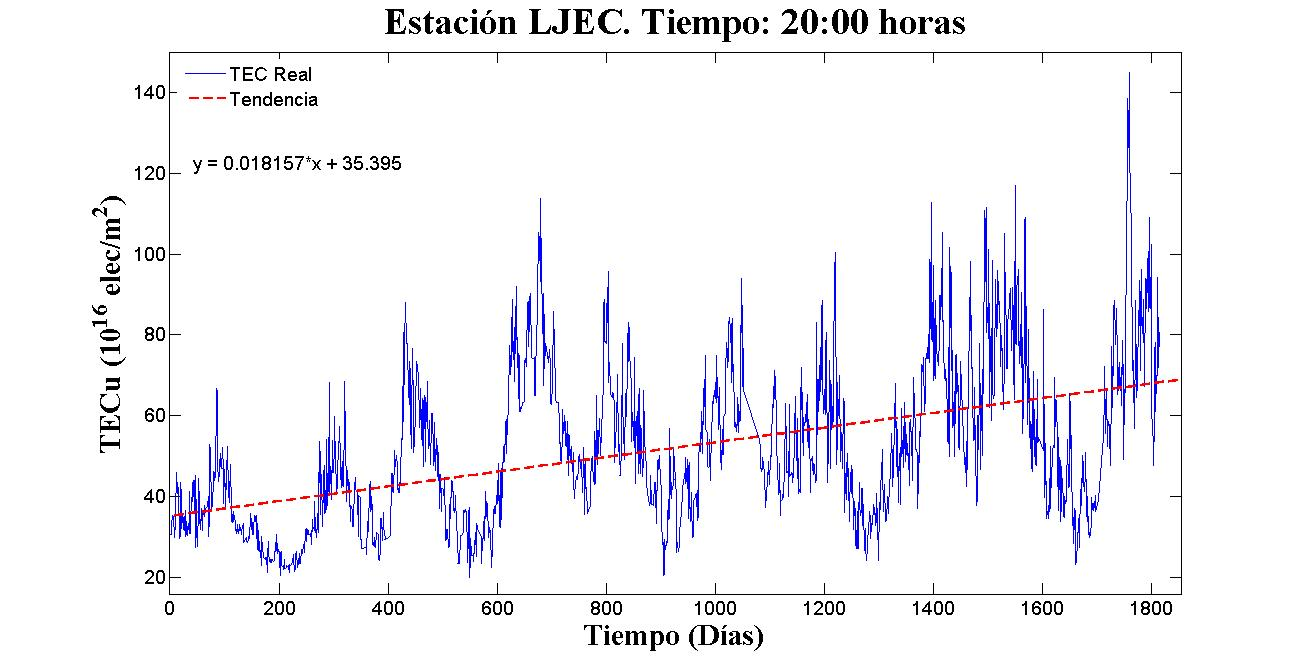 Estación LJEC. Tiempo: 20:00 horas
TEC Real
Tendencia
y = 0.018157*x + 35.395
TECu (10^16 elec/m^2)
140
120
100
80
60
40
20
0 200 400 600 800 1000 1200 1400 1600 1800
Tiempo (Días)